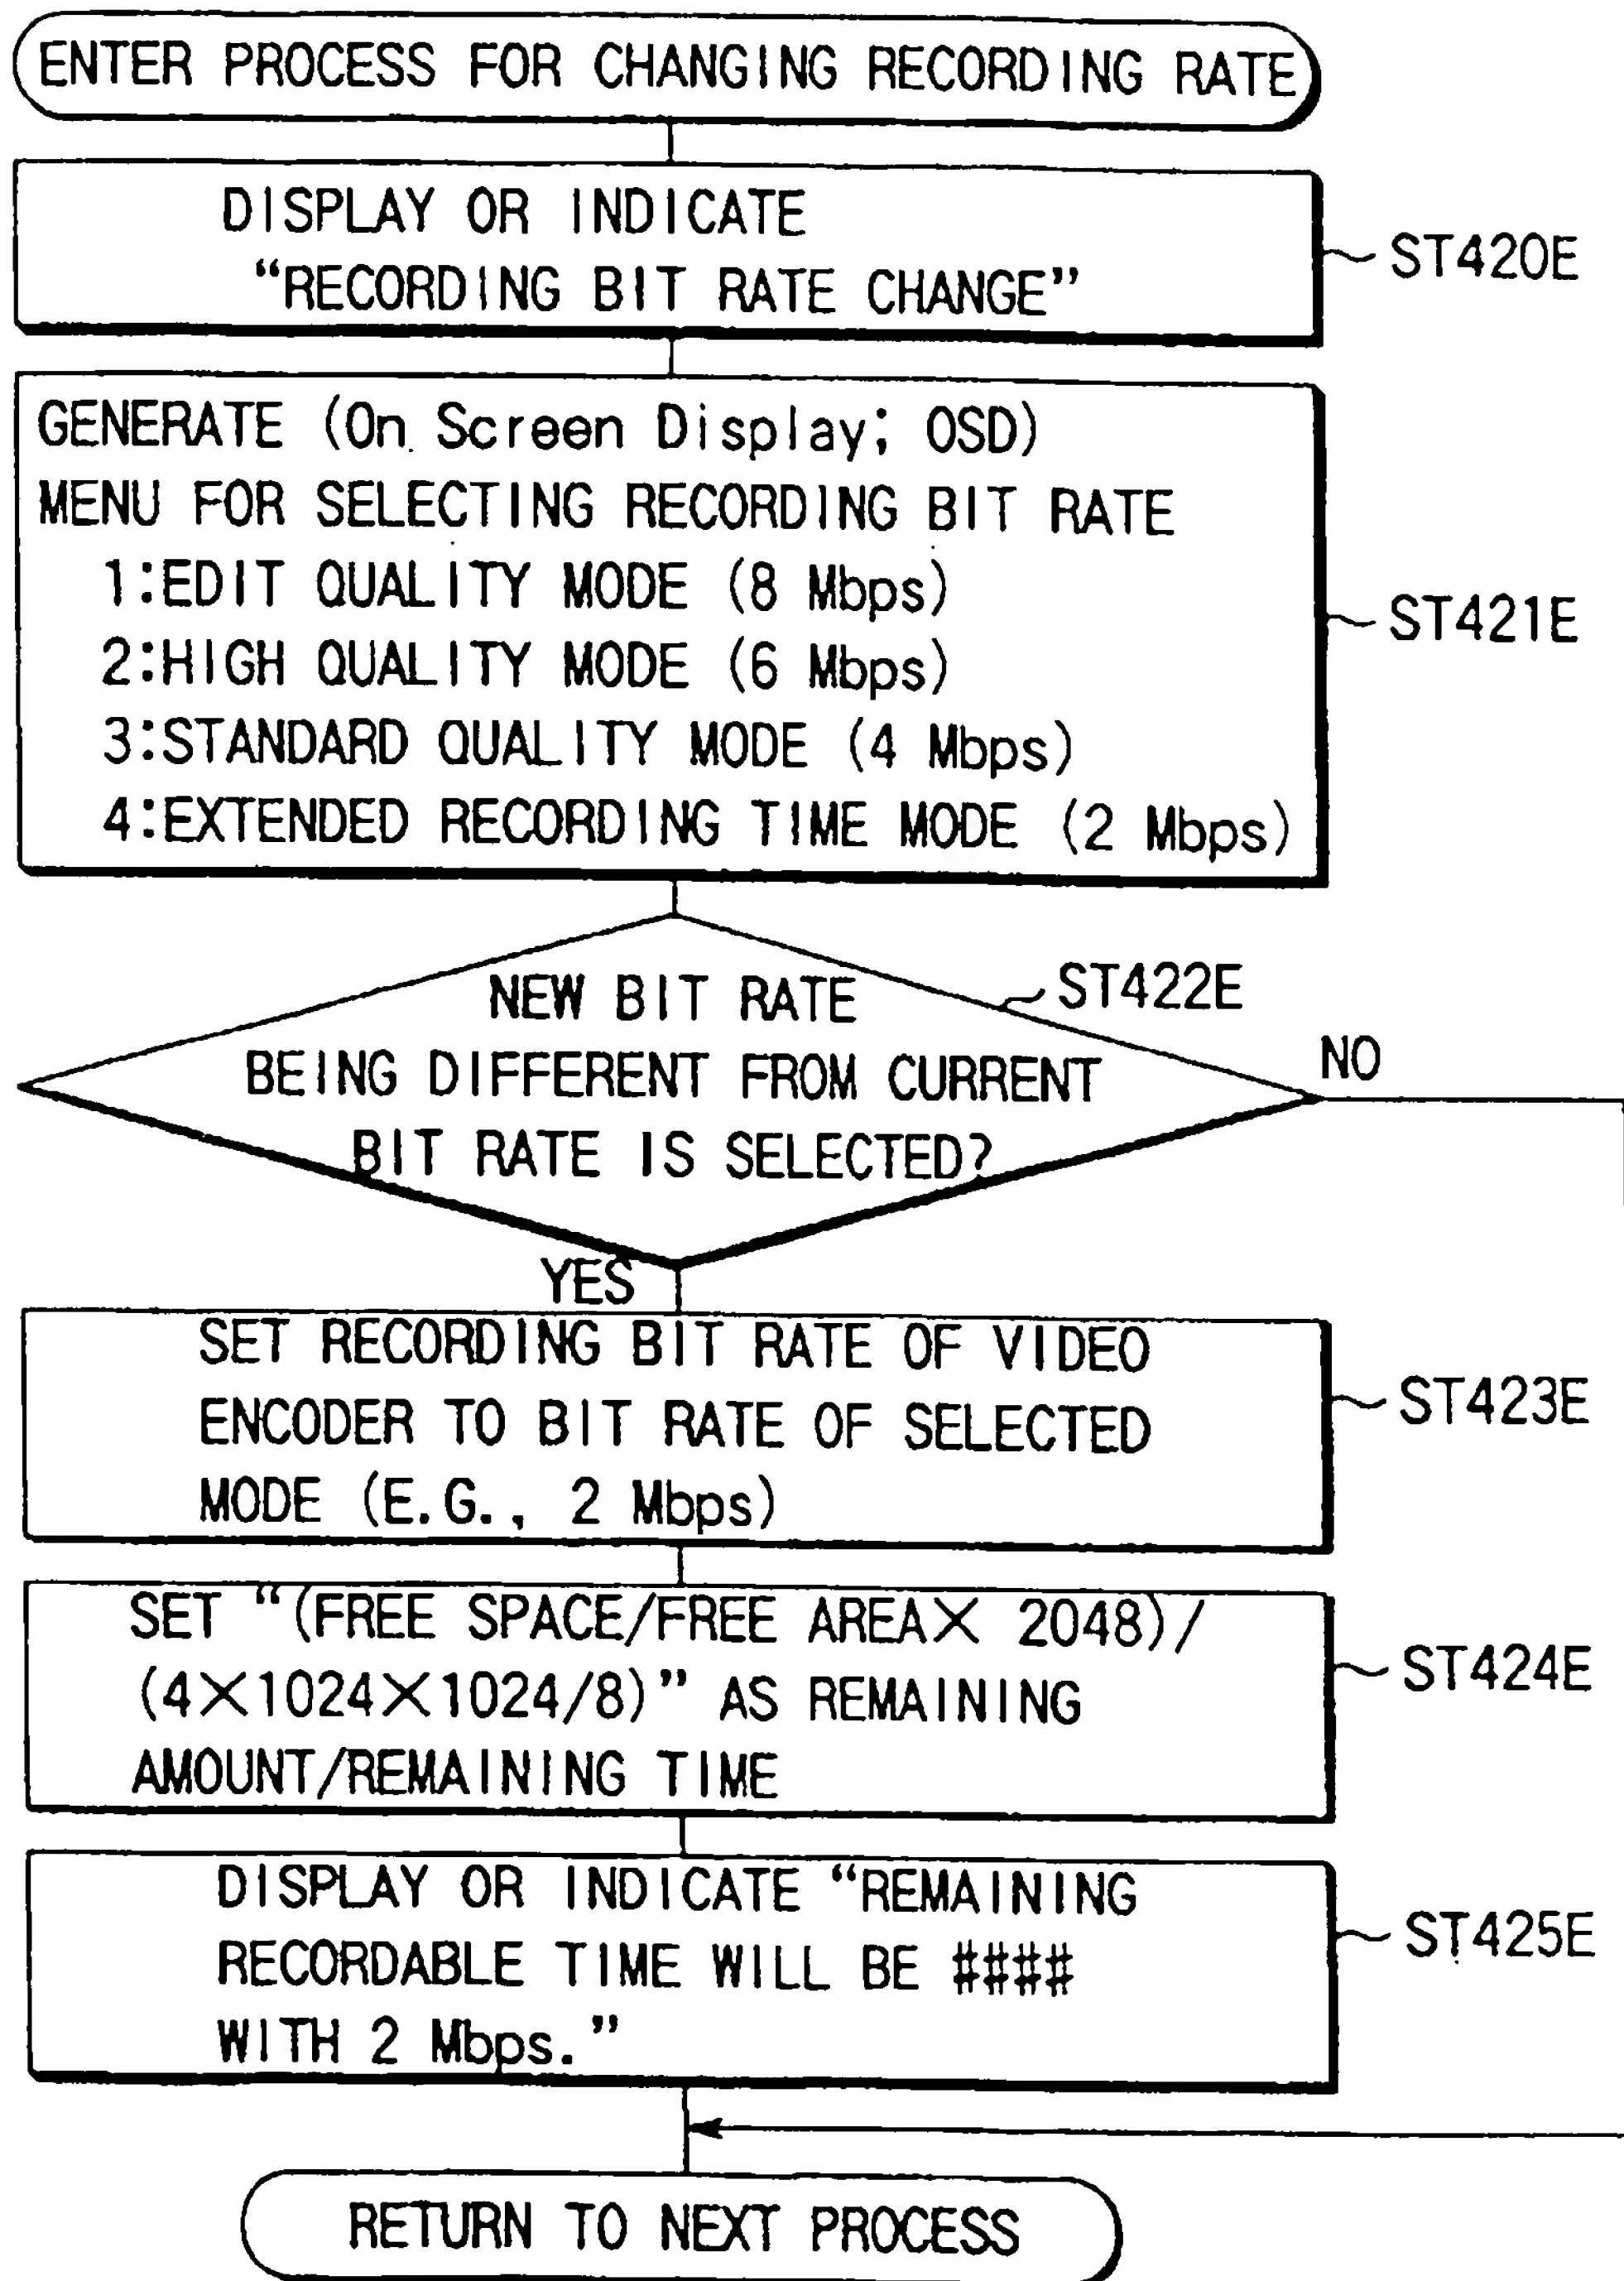 ENTER PROCESS FOR CHANGING RECORDING RATE
DISPLAY OR INDICATE
“RECORDING BIT RATE CHANGE”
ST420E
GENERATE (On Screen Display; OSD)
MENU FOR SELECTING RECORDING BIT RATE
1:EDIT QUALITY MODE (8 Mbps)
2:HIGH QUALITY MODE (6 Mbps)
3:STANDARD QUALITY MODE (4 Mbps)
4:EXTENDED RECORDING TIME MODE (2 Mbps)
ST421E
NEW BIT RATE
BEING DIFFERENT FROM CURRENT
BIT RATE IS SELECTED?
ST422E
NO
YES
SET RECORDING BIT RATE OF VIDEO
ENCODER TO BIT RATE OF SELECTED
MODE (E.G., 2 Mbps)
ST423E
SET “(FREE SPACE/FREE AREA× 2048)/
(4×1024×1024/8)” AS REMAINING
AMOUNT/REMAINING TIME
ST424E
DISPLAY OR INDICATE “REMAINING
RECORDABLE TIME WILL BE ####
WITH 2 Mbps.”
ST425E
RETURN TO NEXT PROCESS